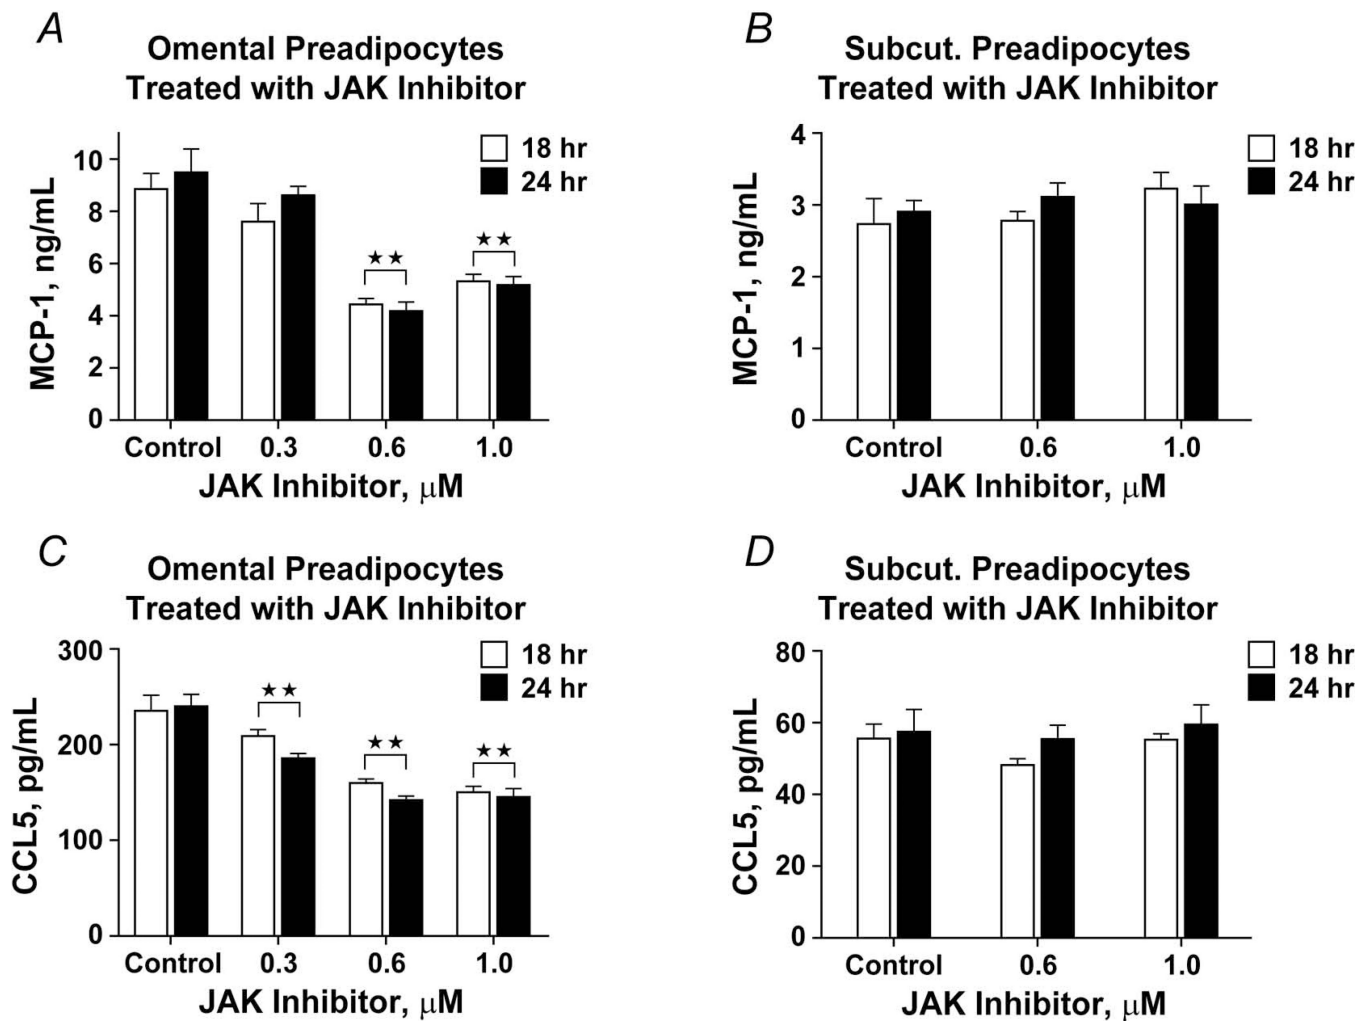 A
Omental Preadipocytes
Treated with JAK Inhibitor
MCP-1, ng/mL
10
8
6
4
2
0
18 hr
24 hr
★★
★★
Control 0.3 0.6 1.0
JAK Inhibitor, μM
B
Subcut. Preadipocytes
Treated with JAK Inhibitor
MCP-1, ng/mL
4
3
2
1
0
18 hr
24 hr
Control 0.6 1.0
JAK Inhibitor, μM
C
Omental Preadipocytes
Treated with JAK Inhibitor
CCL5, pg/mL
300
200
100
0
18 hr
24 hr
★★
★★
★★
Control 0.3 0.6 1.0
JAK Inhibitor, μM
D
Subcut. Preadipocytes
Treated with JAK Inhibitor
CCL5, pg/mL
80
60
40
20
0
18 hr
24 hr
Control 0.6 1.0
JAK Inhibitor, μM